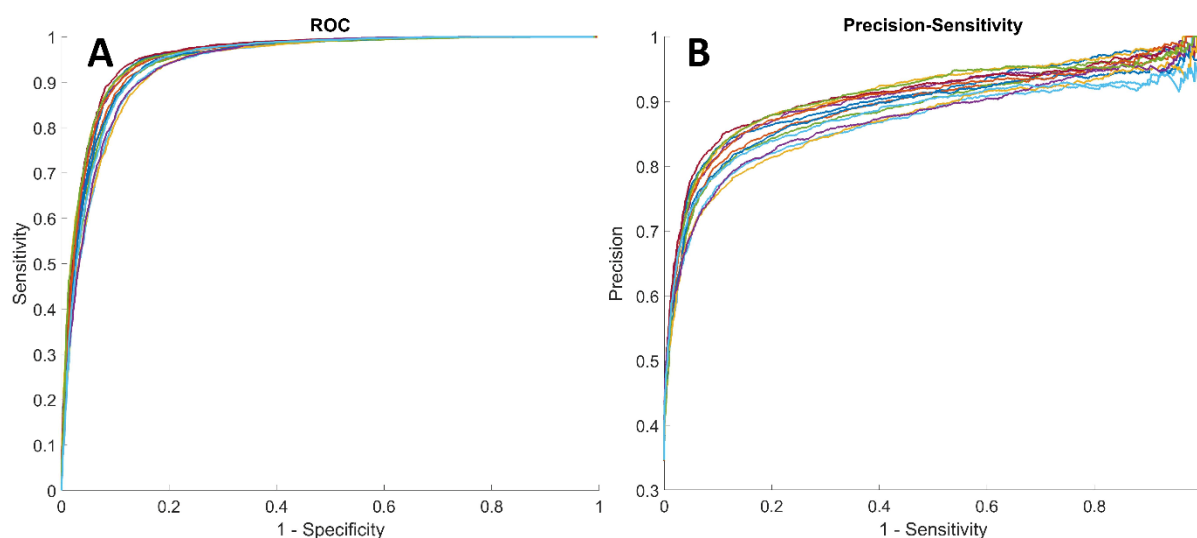 ROC
A
1
0.9
0.8
0.7
0.6
0.5
0.4
0.3
0.2
0.1
0
Sensitivity
0 0.2 0.4 0.6 0.8 1
1 - Specificity
Precision-Sensitivity
B
1
0.9
0.8
0.7
0.6
0.5
0.4
0.3
Precision
0 0.2 0.4 0.6 0.8
1 - Sensitivity